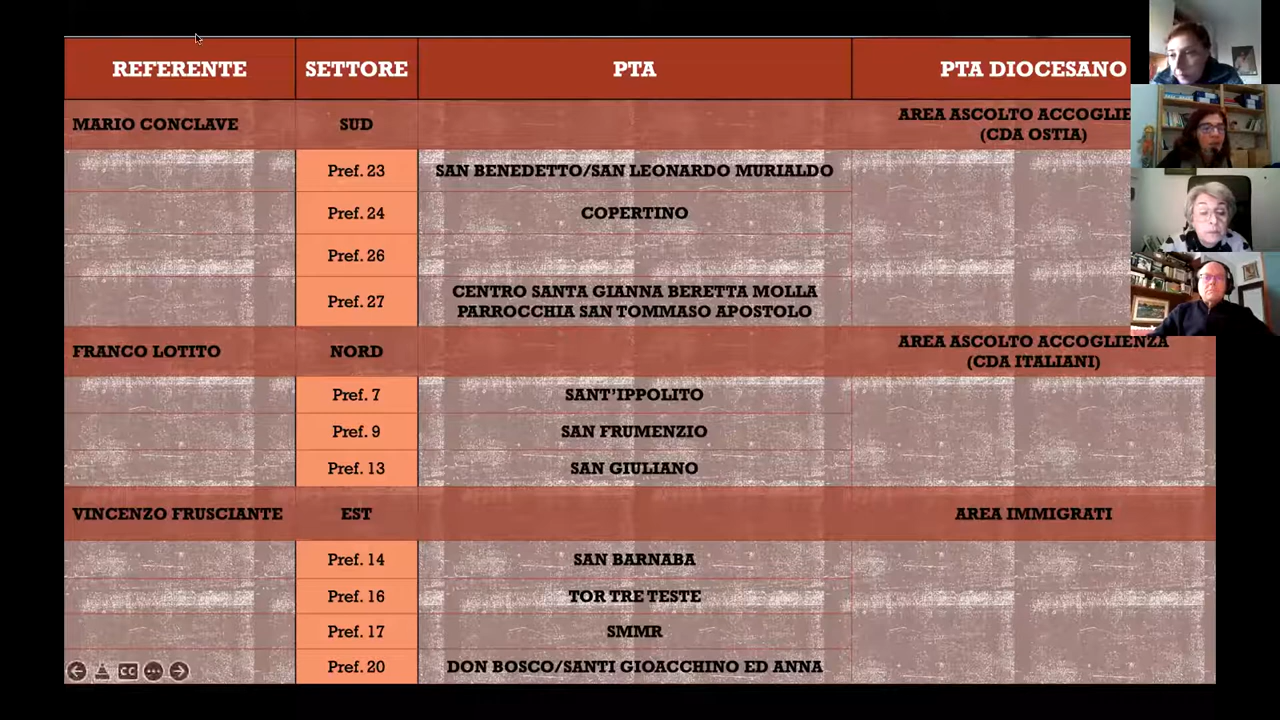 REFERENTE SETTORE PTA PTA DIOCESANO
MARIO CONCLAVE SUD AREA ASCOLTO
(CDA OSTIA)
Pref. 23 SAN BENEDETTO/SAN LEONARDO MURIALDO
Pref. 24 COPERTINO
Pref. 26
Pref. 27 CENTRO SANTA GIANNA BERETTA MOLLA
PARROCCHIA SAN TOMMASO APOSTOLO
FRANCO LOTITO NORD AREA ASCOLTO ACCOGLIENZA
(CDA ITALIANI)
Pref. 7 SANT'IPPOLITO
Pref. 9 SAN FRUMENZIO
Pref. 13 SAN GIULIANO
VINCENZO FRUSCIANTE EST AREA IMMIGRATI
Pref. 14 SAN BARNABA
Pref. 16 TOR TRE TESTE
Pref. 17 SMMR
Pref. 20 DON BOSCO/SANTI GIOACCHINO ED ANNA
CC